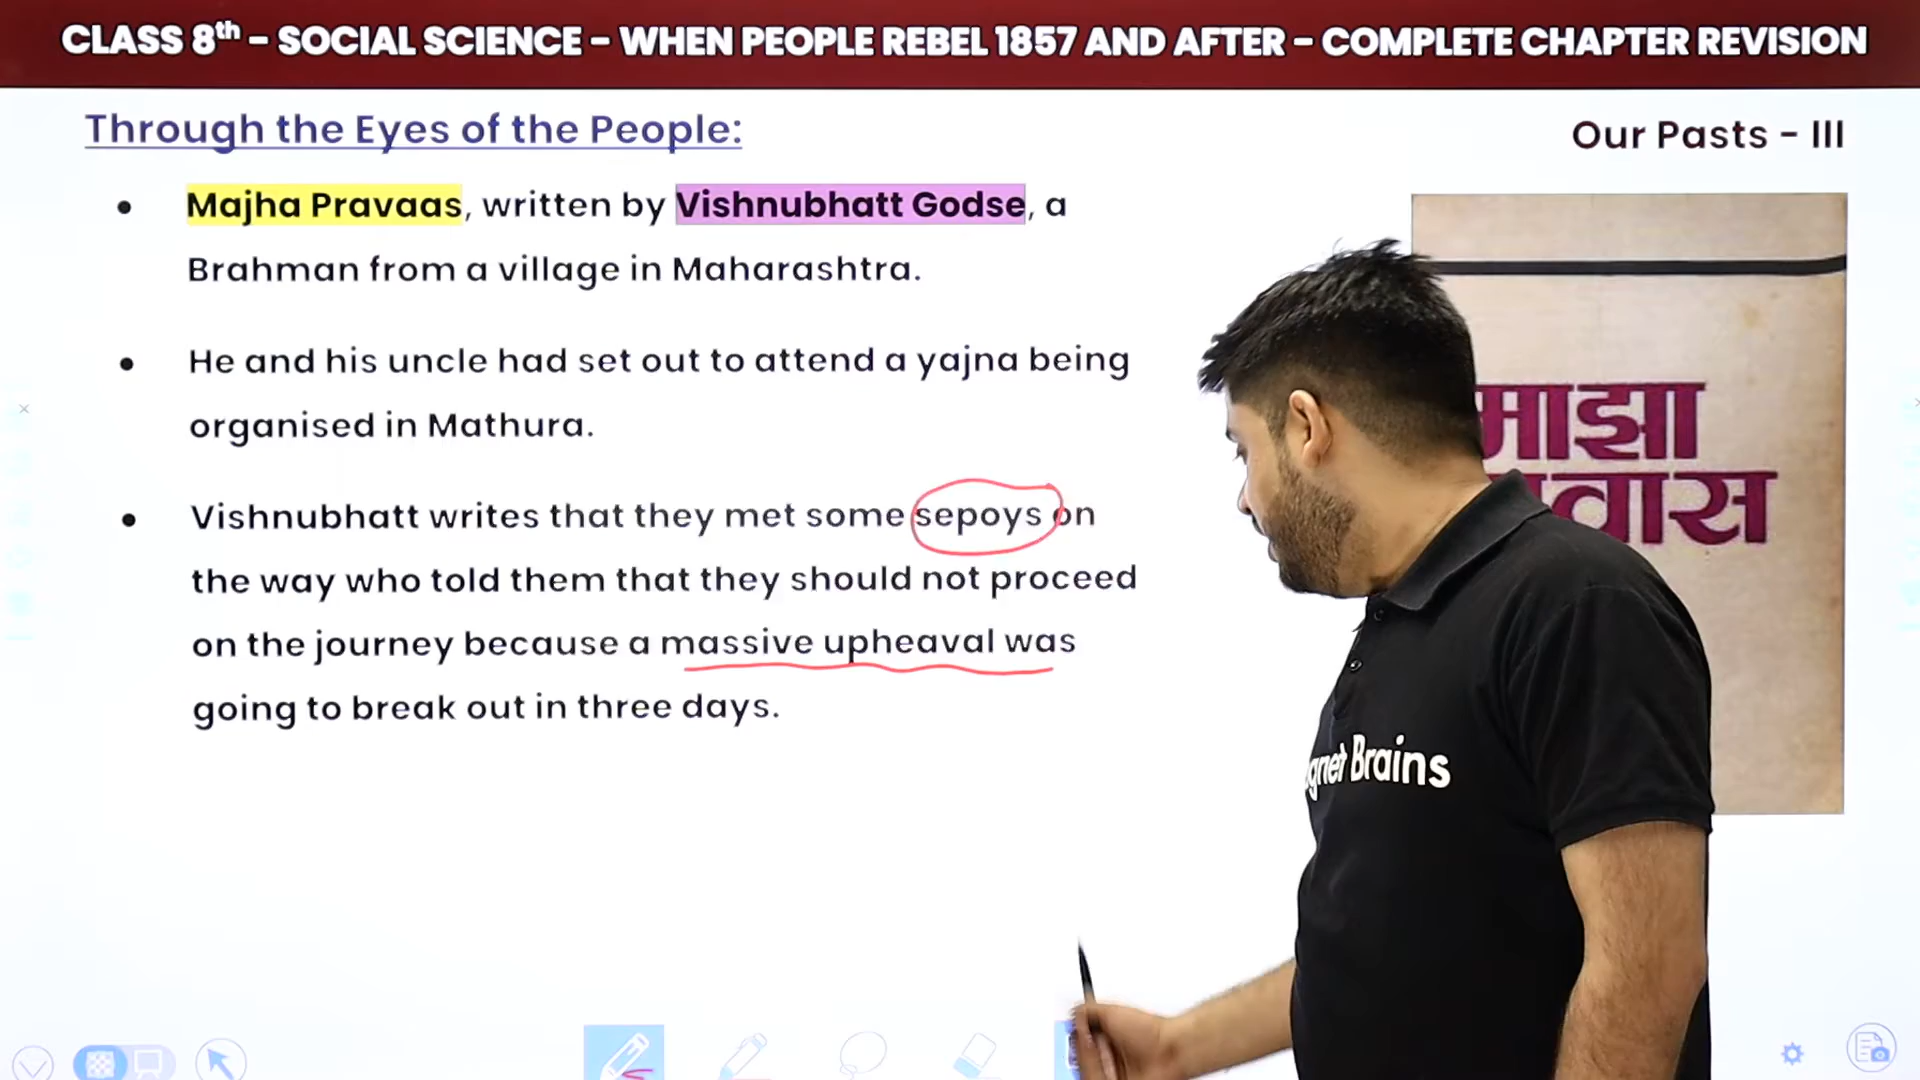 CLASS 8th – SOCIAL SCIENCE – WHEN PEOPLE REBEL 1857 AND AFTER – COMPLETE CHAPTER REVISION
Through the Eyes of the People:
Our Pasts - III
Majha Pravaas, written by Vishnubhatt Godse, a
Brahman from a village in Maharashtra.
He and his uncle had set out to attend a yajna being
organised in Mathura.
Vishnubhatt writes that they met some sepoys on
the way who told them that they should not proceed
on the journey because a massive upheaval was
going to break out in three days.
माझा
Brains